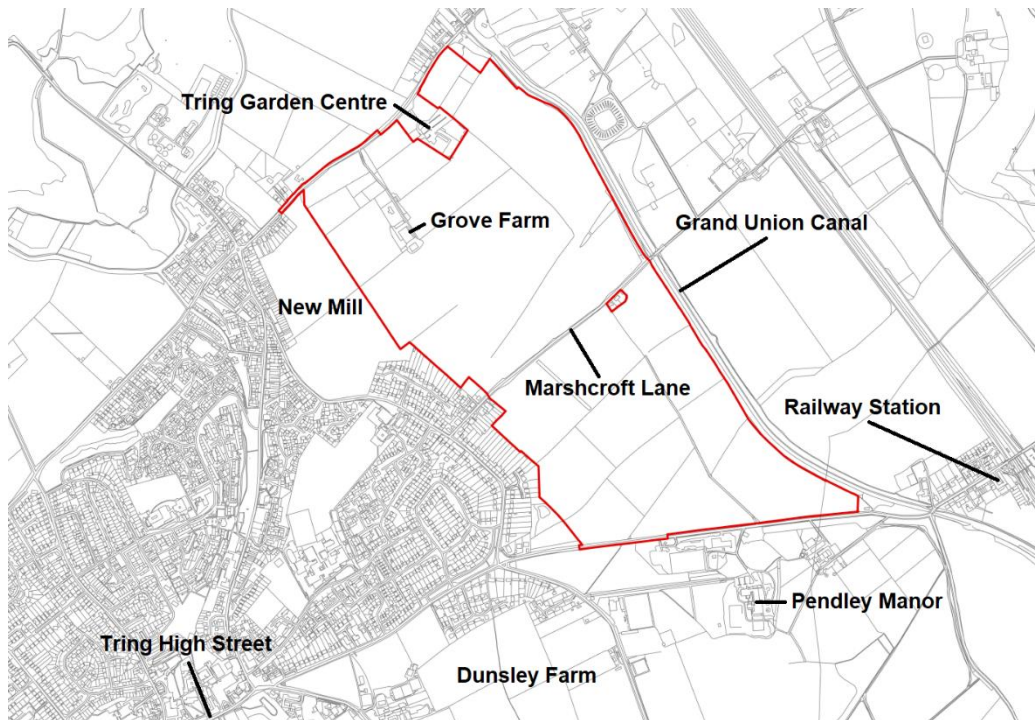 Tring Garden Centre
Grove Farm
Grand Union Canal
New Mill
Marshcroft Lane
Railway Station
Pendley Manor
Tring High Street
Dunsley Farm